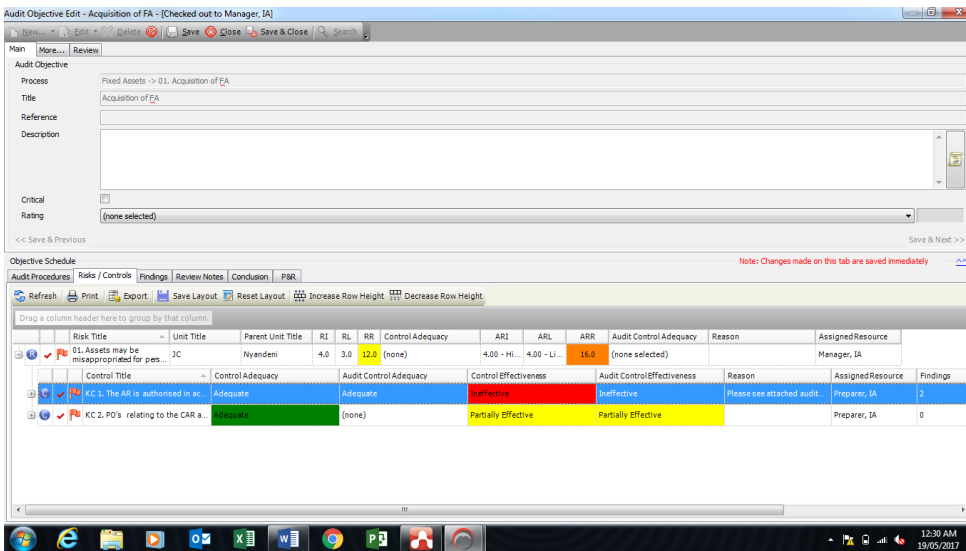 Audit Objective Edit - Acquisition of FA - [Checked out to Manager, IA]
New... Edit Delete Save Close Save & Close Search
Main More... Review
Audit Objective
Process Fixed Assets -> 01. Acquisition of FA
Title Acquisition of FA
Reference
Description
Critical
Rating (none selected)
<< Save & Previous Save & Next >>
Objective Schedule Note: Changes made on this tab are saved immediately
Audit Procedures Risks / Controls Findings Review Notes Conclusion P&R
Refresh Print Export Save Layout Reset Layout Increase Row Height Decrease Row Height
Drag a column header here to group by that column.
Risk Title Unit Title Parent Unit Title RI RL RR Control Adequacy ARI ARL ARR Audit Control Adequacy Reason Assigned Resource
R 01. Assets may be misappropriated for pers... JC Nyandeni 4.0 3.0 12.0 (none) 4.00 - Hi... 4.00 - Li... 16.0 (none selected) Manager, IA
Control Title Control Adequacy Audit Control Adequacy Control Effectiveness Audit Control Effectiveness Reason Assigned Resource Findings
C KC 1. The AR is authorised in ac... Adequate Adequate Ineffective Ineffective Please see attached audit... Preparer, IA 2
C KC 2. PO's relating to the CAR a... Adequate (none) Partially Effective Partially Effective Preparer, IA 0
12:30 AM
19/05/2017